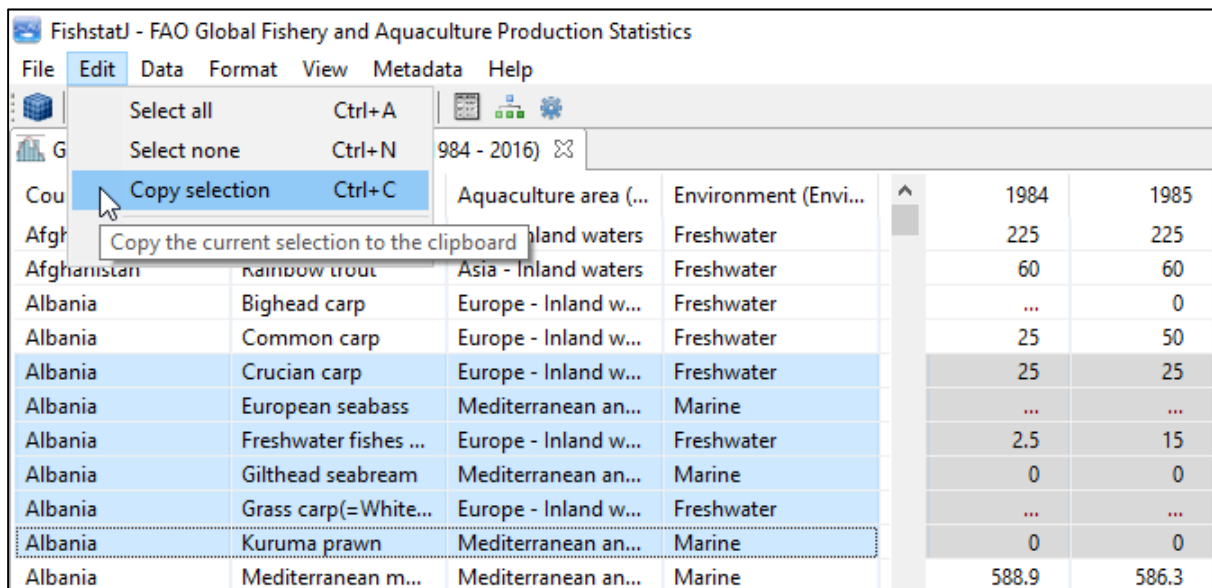 FishstatJ - FAO Global Fishery and Aquaculture Production Statistics
File Edit Data Format View Metadata Help
Select all Ctrl+A
G Select none Ctrl+N 984 - 2016)
Cou Copy selection Ctrl+C Aquaculture area (... Environment (Envi... 1984 1985
Copy the current selection to the clipboard
Afgh nland waters Freshwater 225 225
Afghanistan Rainbow trout Asia - Inland waters Freshwater 60 60
Albania Bighead carp Europe - Inland w... Freshwater ... 0
Albania Common carp Europe - Inland w... Freshwater 25 50
Albania Crucian carp Europe - Inland w... Freshwater 25 25
Albania European seabass Mediterranean an... Marine ... ...
Albania Freshwater fishes ... Europe - Inland w... Freshwater 2.5 15
Albania Gilthead seabream Mediterranean an... Marine 0 0
Albania Grass carp(=White... Europe - Inland w... Freshwater ... ...
Albania Kuruma prawn Mediterranean an... Marine 0 0
Albania Mediterranean m... Mediterranean an... Marine 588.9 586.3